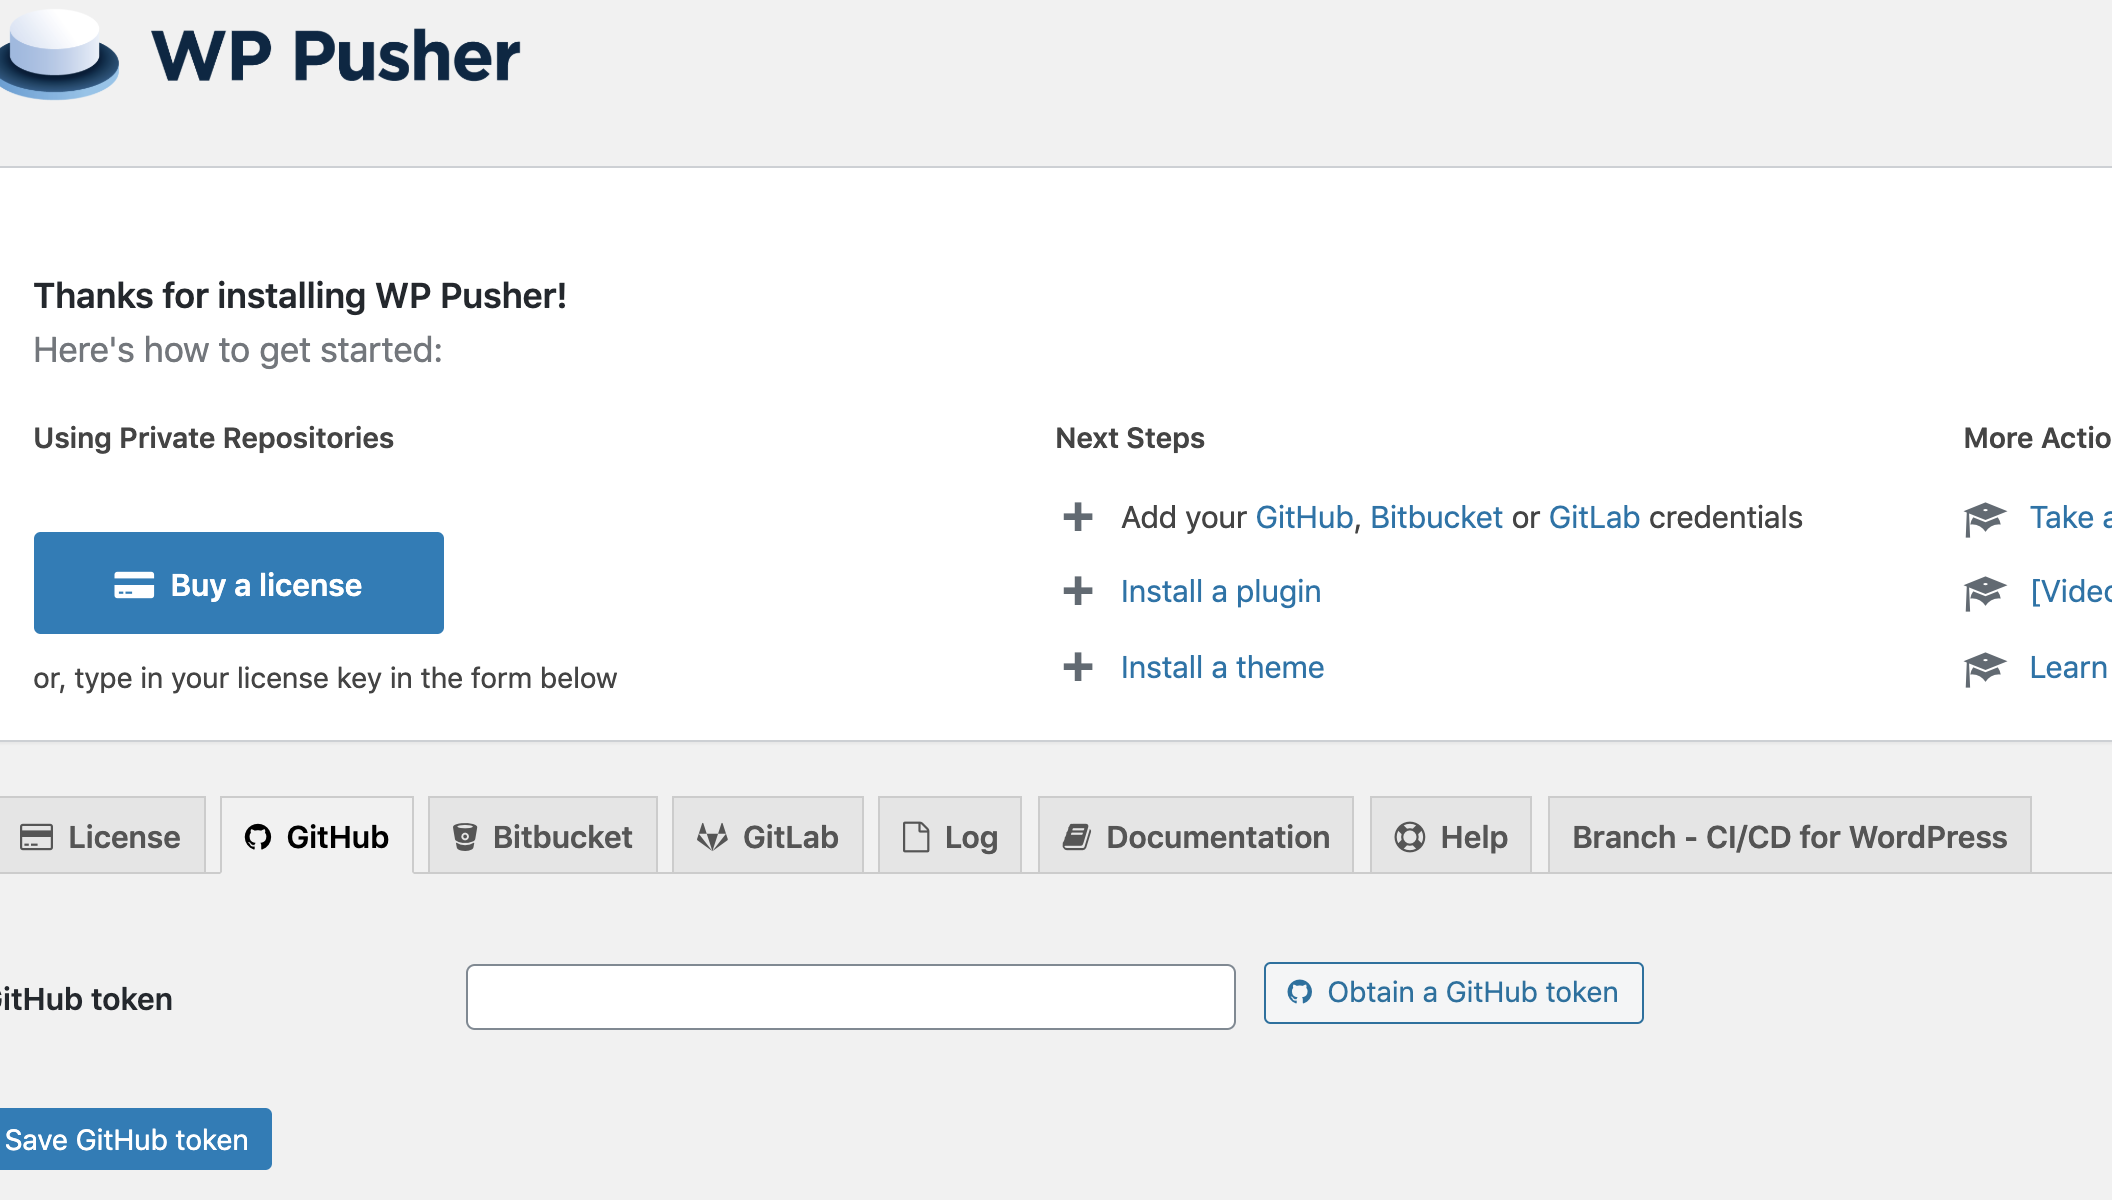 WP Pusher
Thanks for installing WP Pusher!
Here's how to get started:
Using Private Repositories
Buy a license
or, type in your license key in the form below
Next Steps
Add your GitHub, Bitbucket or GitLab credentials
Install a plugin
Install a theme
More Actio
Take a
[Video
Learn
License
GitHub
Bitbucket
GitLab
Log
Documentation
Help
Branch - CI/CD for WordPress
GitHub token
Obtain a GitHub token
Save GitHub token